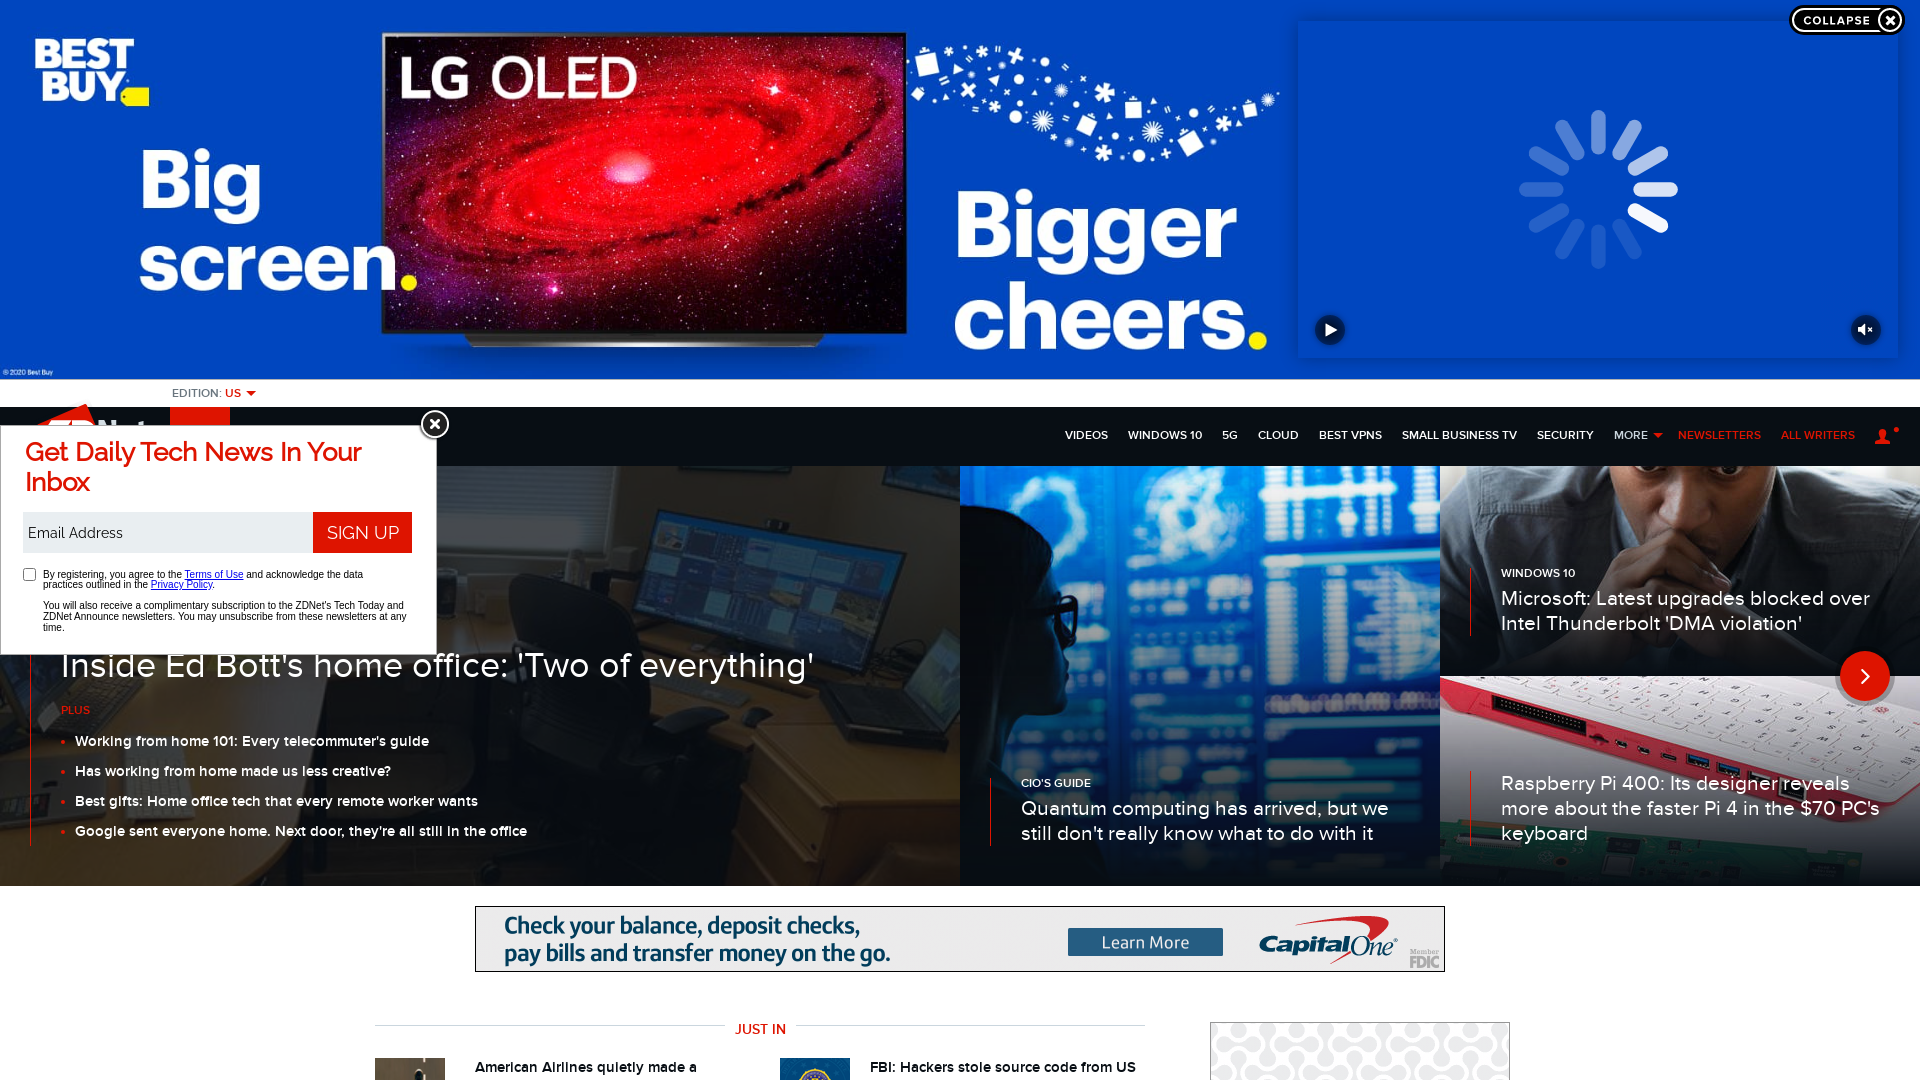 COLLAPSE
BEST
BUY
LG OLED
Big
screen.
Bigger
cheers.
© 2020 Best Buy
EDITION: US
VIDEOS WINDOWS 10 5G CLOUD BEST VPNS SMALL BUSINESS TV SECURITY MORE NEWSLETTERS ALL WRITERS
Get Daily Tech News In Your
Inbox
Email Address
SIGN UP
By registering, you agree to the Terms of Use and acknowledge the data
practices outlined in the Privacy Policy.
You will also receive a complimentary subscription to the ZDNet's Tech Today and
ZDNet Announce newsletters. You may unsubscribe from these newsletters at any
time.
Inside Ed Bott's home office: 'Two of everything'
PLUS
Working from home 101: Every telecommuter's guide
Has working from home made us less creative?
Best gifts: Home office tech that every remote worker wants
Google sent everyone home. Next door, they're all still in the office
CIO'S GUIDE
Quantum computing has arrived, but we
still don't really know what to do with it
WINDOWS 10
Microsoft: Latest upgrades blocked over
Intel Thunderbolt 'DMA violation'
Raspberry Pi 400: Its designer reveals
more about the faster Pi 4 in the $70 PC's
keyboard
Check your balance, deposit checks,
pay bills and transfer money on the go.
Learn More
Capital One
Member
FDIC
JUST IN
American Airlines quietly made a
FBI: Hackers stole source code from US